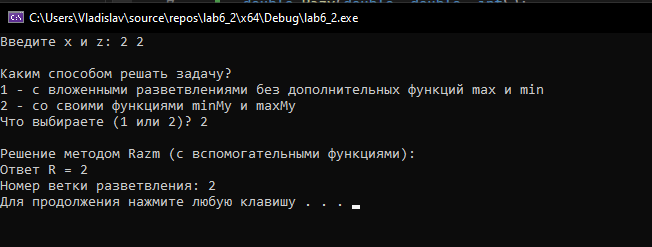 C:\Users\Vladislav\source\repos\lab6_2\x64\Debug\lab6_2.exe
Введите x и z: 2 2
Каким способом решать задачу?
1 - с вложенными разветвлениями без дополнительных функций max и min
2 - со своими функциями minMy и maxMy
Что выбираете (1 или 2)? 2
Решение методом Razm (с вспомогательными функциями):
Ответ R = 2
Номер ветки разветвления: 2
Для продолжения нажмите любую клавишу . . .